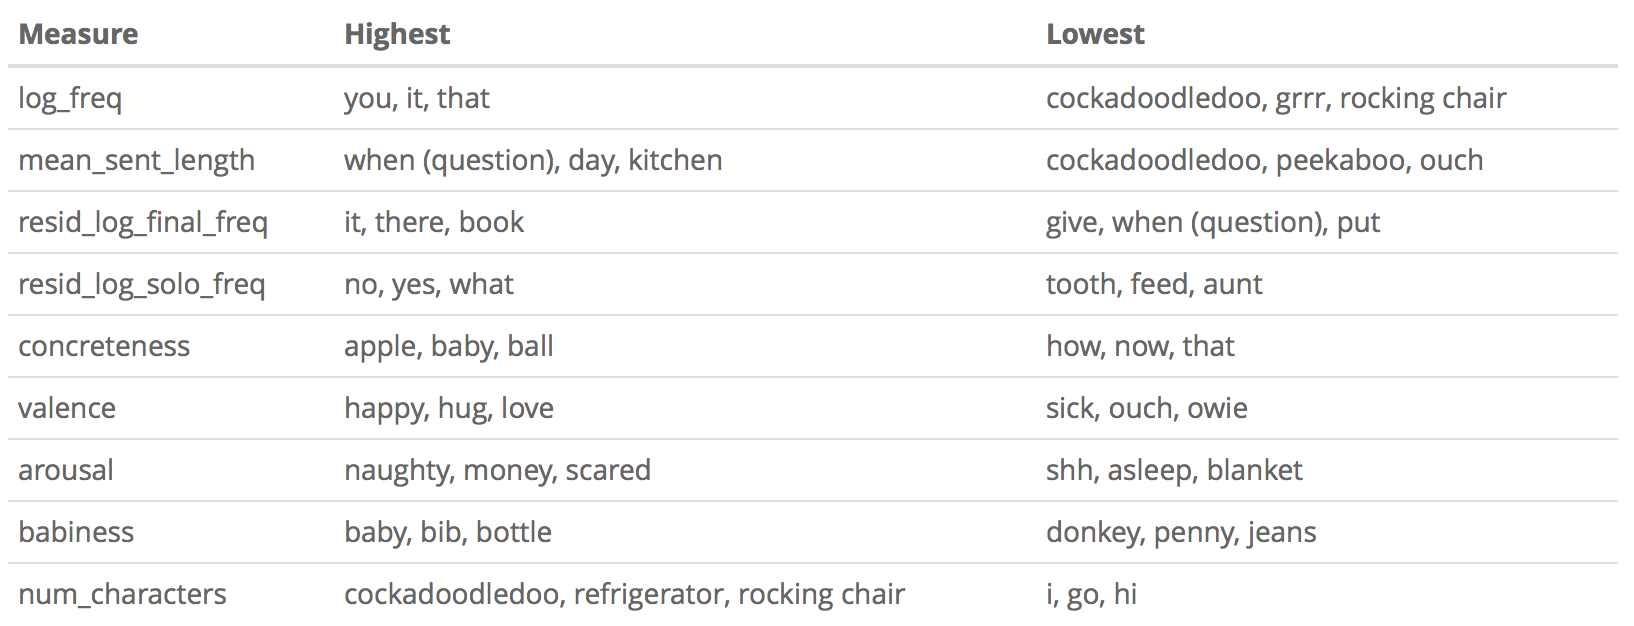 Measure Highest Lowest
log_freq you, it, that cockadoodledoo, grrr, rocking chair
mean_sent_length when (question), day, kitchen cockadoodledoo, peekaboo, ouch
resid_log_final_freq it, there, book give, when (question), put
resid_log_solo_freq no, yes, what tooth, feed, aunt
concreteness apple, baby, ball how, now, that
valence happy, hug, love sick, ouch, owie
arousal naughty, money, scared shh, asleep, blanket
babiness baby, bib, bottle donkey, penny, jeans
num_characters cockadoodledoo, refrigerator, rocking chair i, go, hi